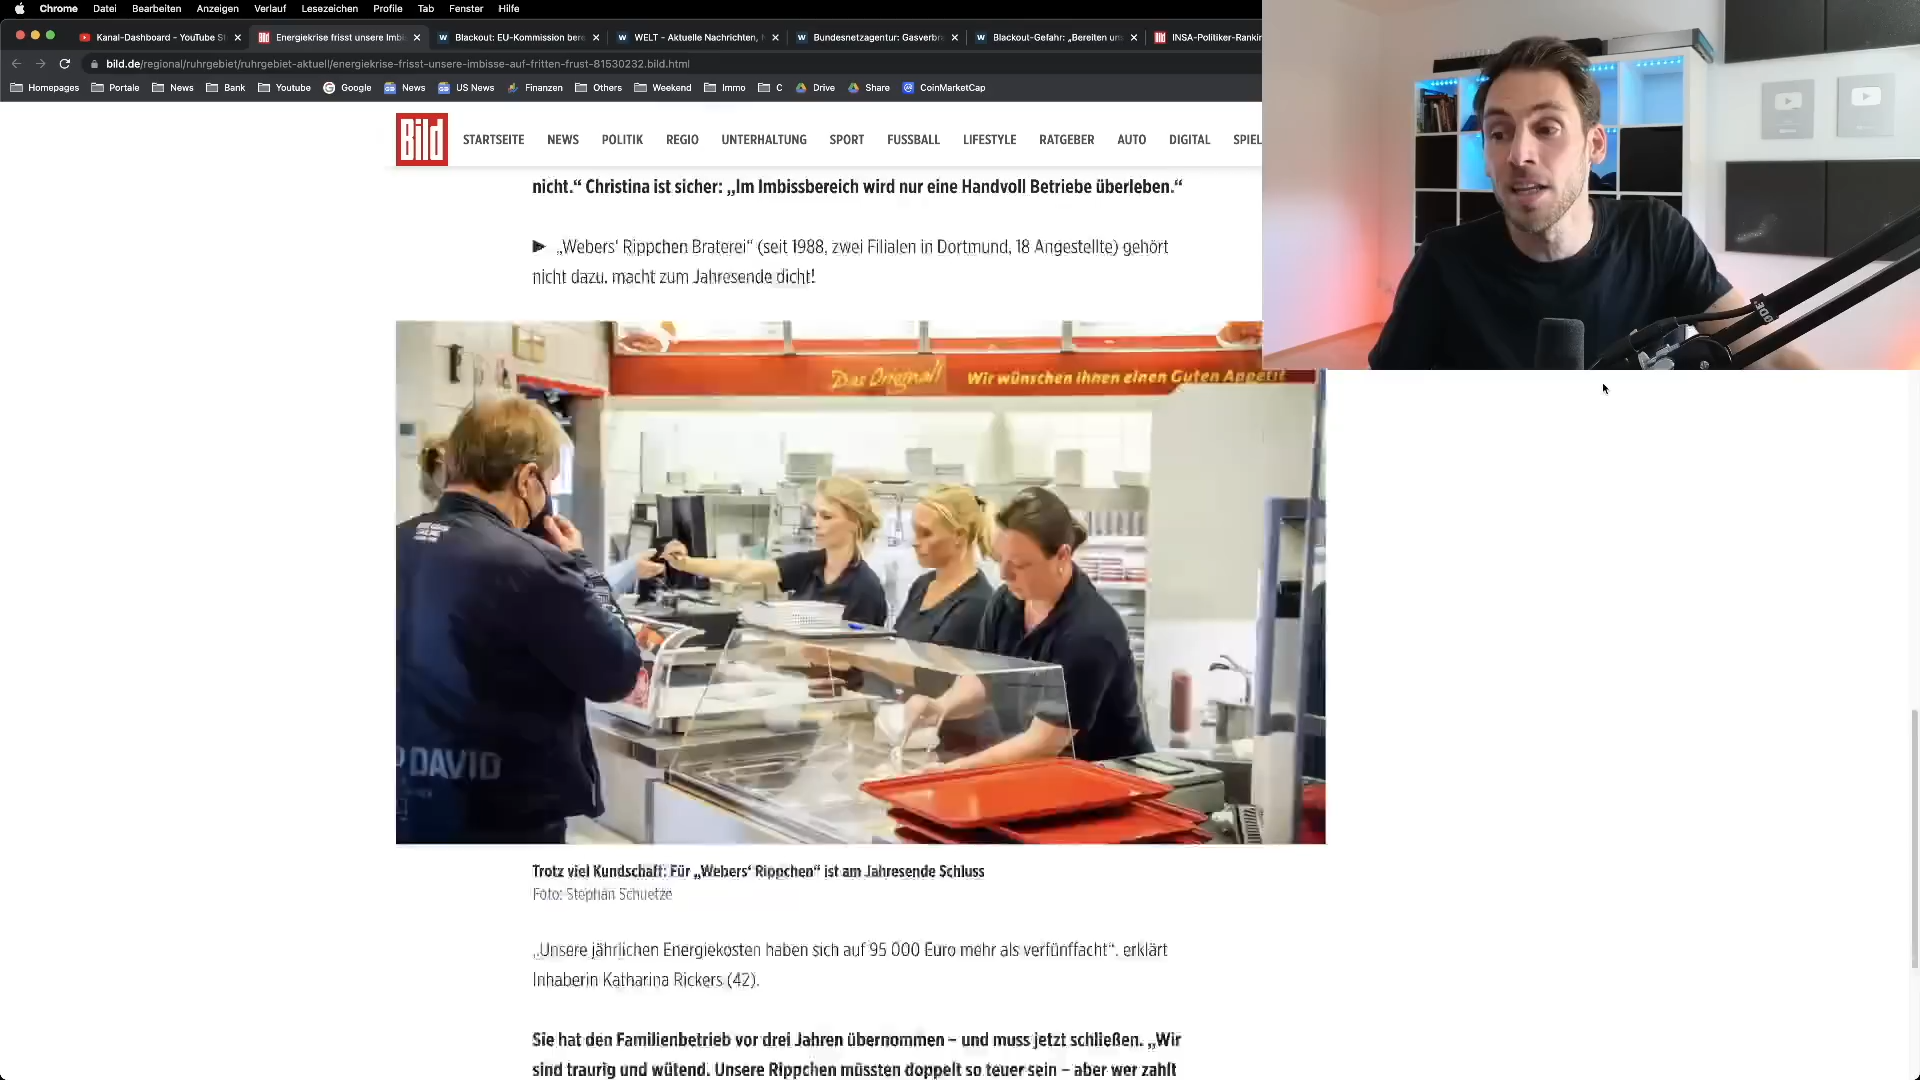 Chrome Datei Bearbeiten Anzeigen Verlauf Lesezeichen Profile Tab Fenster Hilfe
Kanal-Dashboard - YouTube St
Energiekrise frisst unsere Imbi
Blackout: EU-Kommission ber
WELT - Aktuelle Nachrichten,
Bundesnetzagentur: Gasverbr
Blackout-Gefahr: „Bereiten un
INSA-Politiker-Rankin
bild.de/regional/ruhrgebiet/ruhrgebiet-aktuell/energiekrise-frisst-unsere-imbisse-auf-fritten-frust-81530232.bild.html
Homepages Portale News Bank Youtube Google News US News Finanzen Others Weekend Immo C Drive Share CoinMarketCap
Bild STARTSEITE NEWS POLITIK REGIO UNTERHALTUNG SPORT FUSSBALL LIFESTYLE RATGEBER AUTO DIGITAL SPIEL
nicht.“ Christina ist sicher: „Im Imbissbereich wird nur eine Handvoll Betriebe überleben.“
► „Webers‘ Rippchen Braterei“ (seit 1988, zwei Filialen in Dortmund, 18 Angestellte) gehört
nicht dazu, macht zum Jahresende dicht!
Das Original! Wir wünschen ihnen einen Guten Appetit
DAVID
Trotz viel Kundschaft: Für „Webers‘ Rippchen“ ist am Jahresende Schluss
Foto: Stephan Schuetze
„Unsere jährlichen Energiekosten haben sich auf 95 000 Euro mehr als verfünffacht“, erklärt
Inhaberin Katharina Rickers (42).
Sie hat den Familienbetrieb vor drei Jahren übernommen – und muss jetzt schließen. „Wir
sind traurig und wütend. Unsere Rippchen müssten doppelt so teuer sein – aber wer zahlt